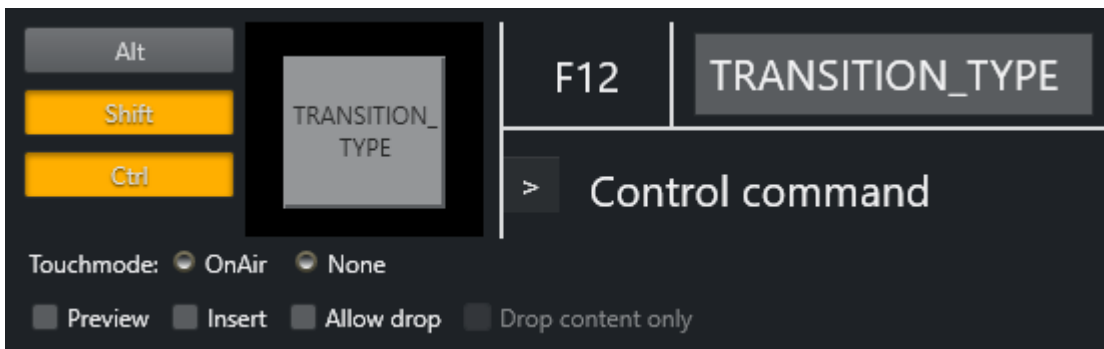 Alt
Shift
Ctrl
TRANSITION_
TYPE
F12
TRANSITION_TYPE
>
Control command
Touchmode: OnAir None
Preview Insert Allow drop Drop content only